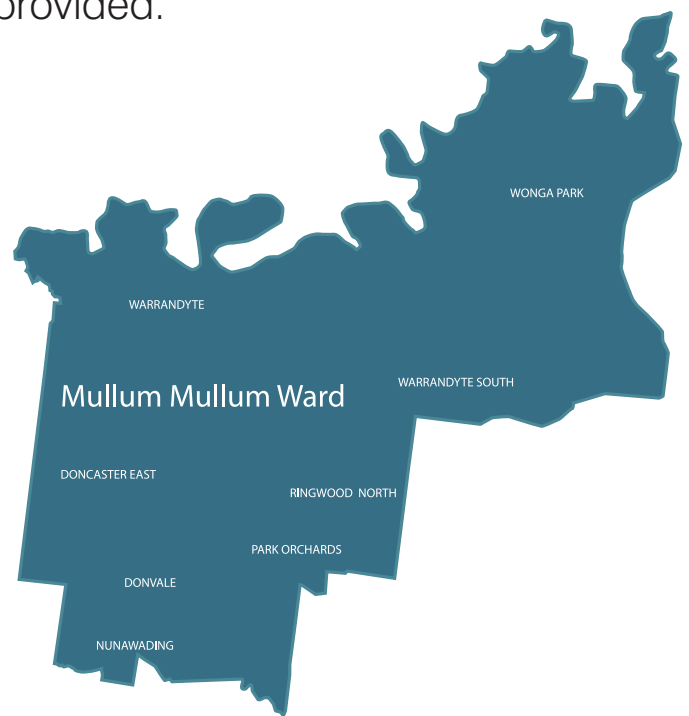 provided.
WONGA PARK
WARRANDYTE
WARRANDYTE SOUTH
Mullum Mullum Ward
DONCASTER EAST
RINGWOOD NORTH
PARK ORCHARDS
DONVALE
NUNAWADING